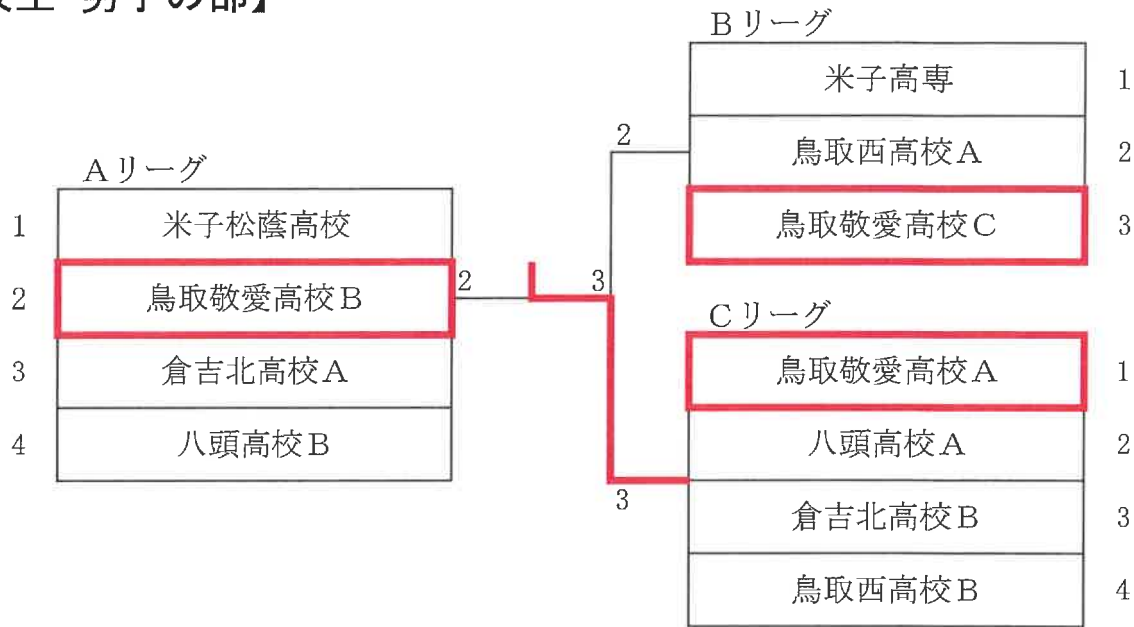 男子の部】
Aリーグ
1 米子松蔭高校
2 鳥取敬愛高校B 2
3 倉吉北高校A
4 八頭高校B
3
Bリーグ
米子高専 1
2 鳥取西高校A 2
鳥取敬愛高校C 3
Cリーグ
鳥取敬愛高校A 1
八頭高校A 2
3 倉吉北高校B 3
鳥取西高校B 4